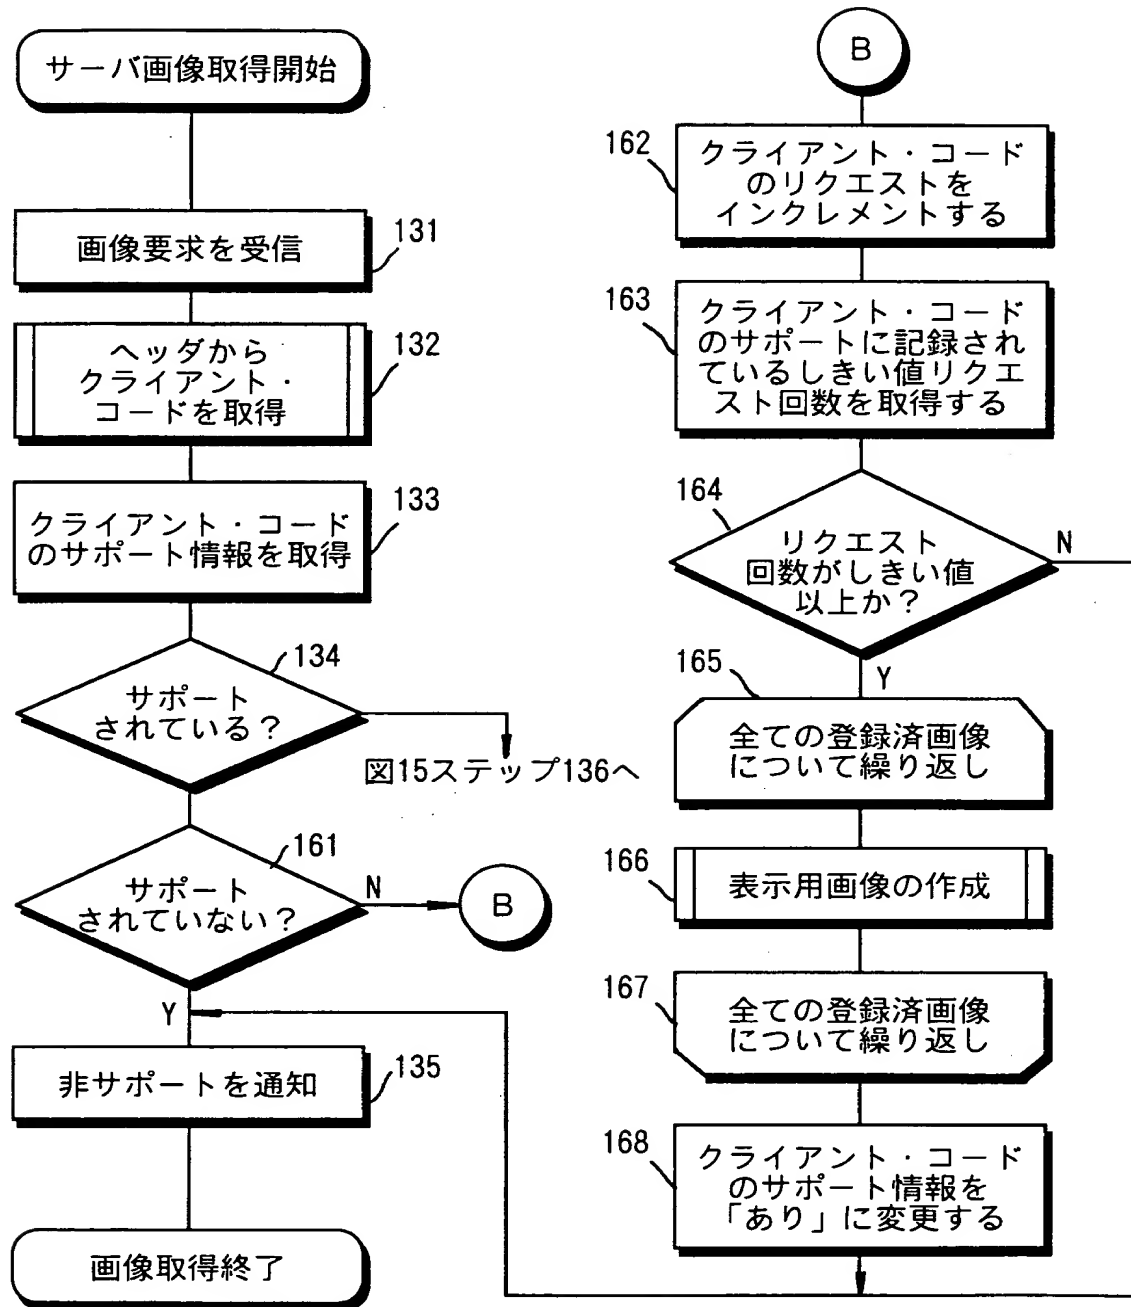 サーバ画像取得開始
画像要求を受信
131
ヘッダから
クライアント・
コードを取得
132
クライアント・コード
のサポート情報を取得
133
サポート
されている？
134
図15ステップ136へ
サポート
されていない？
161
N
B
Y
非サポートを通知
135
画像取得終了
B
162
クライアント・コード
のリクエストを
インクレメントする
163
クライアント・コード
のサポートに記録され
ているしきい値リクエ
スト回数を取得する
164
リクエスト
回数がしきい値
以上か？
N
Y
165
全ての登録済画像
について繰り返し
166
表示用画像の作成
167
全ての登録済画像
について繰り返し
168
クライアント・コード
のサポート情報を
「あり」に変更する